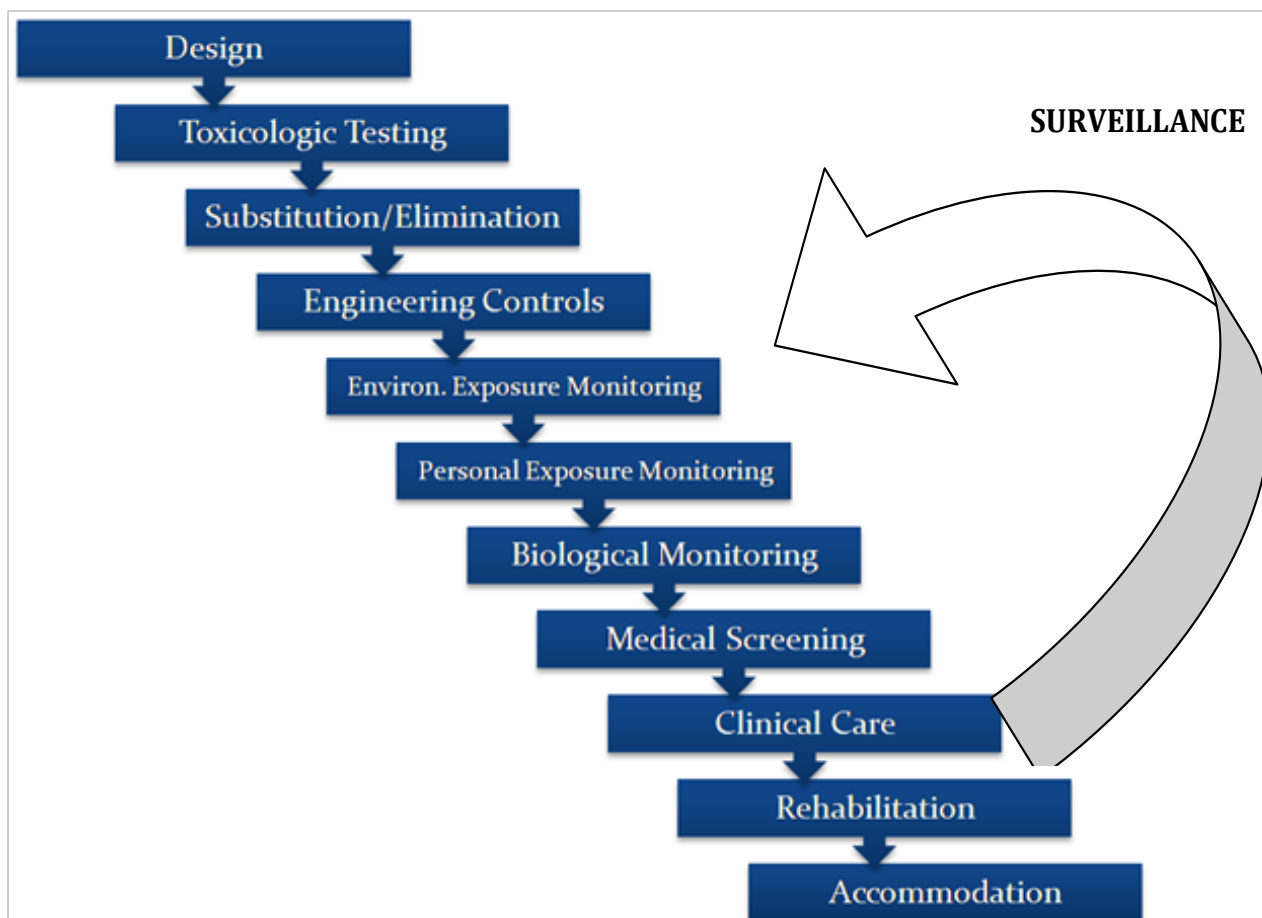 Design
Toxicologic Testing
SURVEILLANCE
Substitution/Elimination
Engineering Controls
Environ. Exposure Monitoring
Personal Exposure Monitoring
Biological Monitoring
Medical Screening
Clinical Care
Rehabilitation
Accommodation